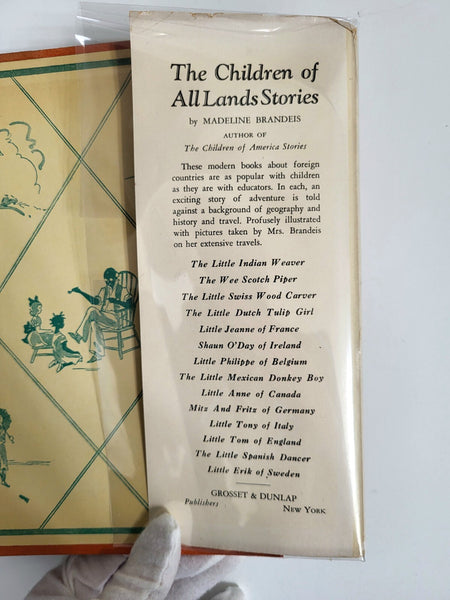 The Children of
All Lands Stories
by MADELINE BRANDEIS
AUTHOR OF
The Children of America Stories
These modern books about foreign
countries are as popular with children
as they are with educators. In each, an
exciting story of adventure is told
against a background of geography and
history and travel. Profusely illustrated
with pictures taken by Mrs. Brandeis
on her extensive travels.
The Little Indian Weaver
The Wee Scotch Piper
The Little Swiss Wood Carver
The Little Dutch Tulip Girl
Little Jeanne of France
Shaun O'Day of Ireland
Little Philippe of Belgium
The Little Mexican Donkey Boy
Little Anne of Canada
Mitz And Fritz of Germany
Little Tony of Italy
Little Tom of England
The Little Spanish Dancer
Little Erik of Sweden
GROSSET & DUNLAP
Publishers NEW YORK